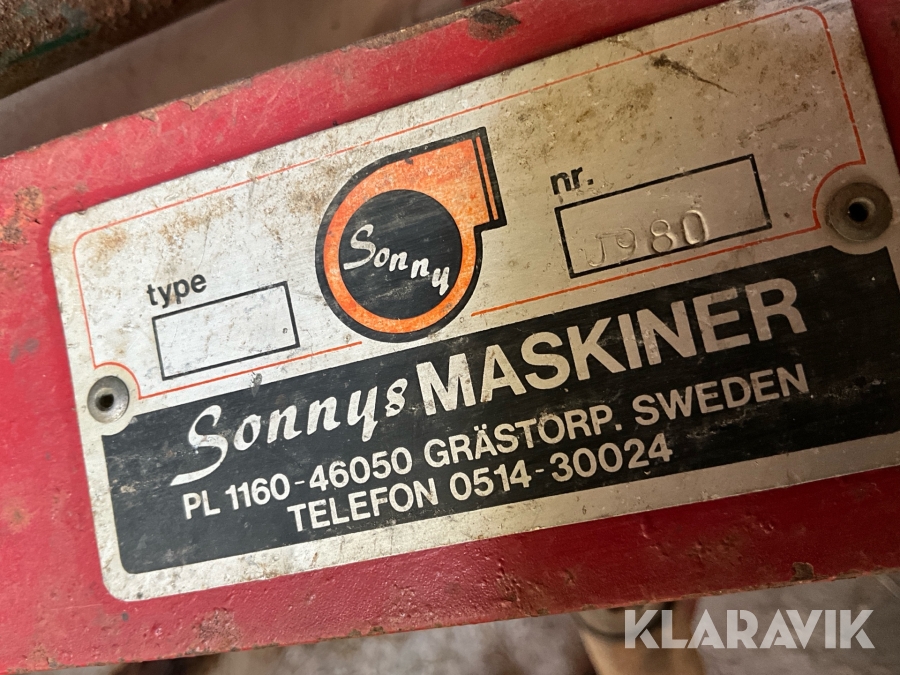 type
Sonny
nr.
J980
Sonnys MASKINER
PL 1160-46050 GRÄSTORP. SWEDEN
TELEFON 0514-30024
KLARAVIK